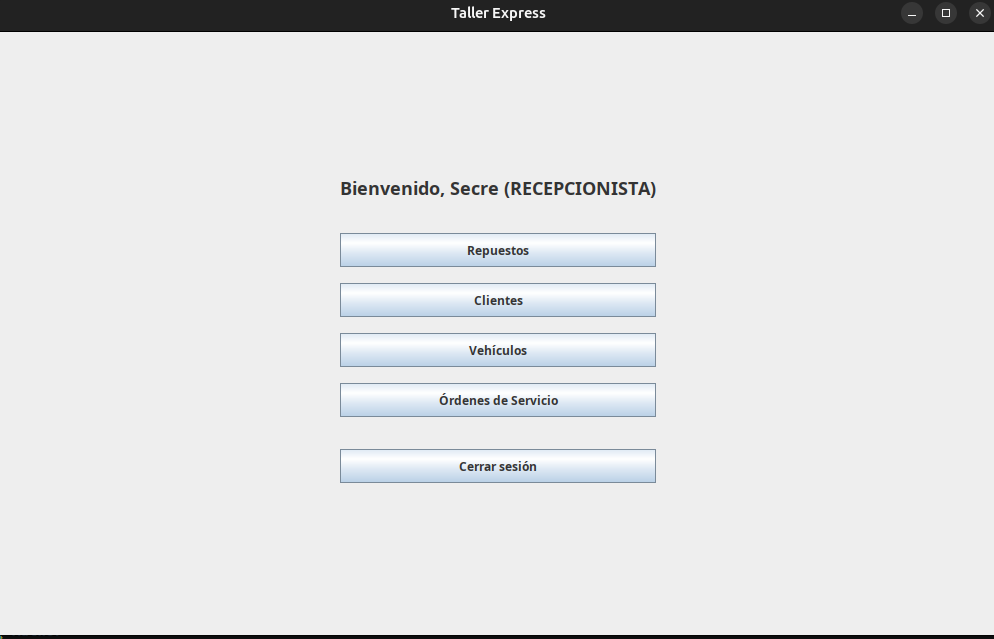 Taller Express
Bienvenido, Secre (RECEPCIONISTA)
Repuestos
Clientes
Vehículos
Órdenes de Servicio
Cerrar sesión